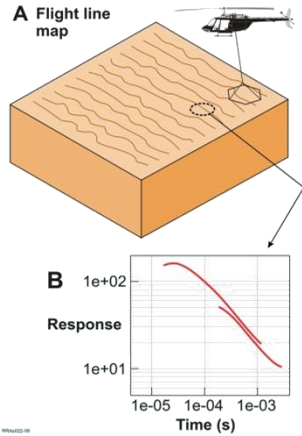 A Flight line
map
B
1e+02
Response
1e+01
1e-05 1e-04 1e-03
Time (s)